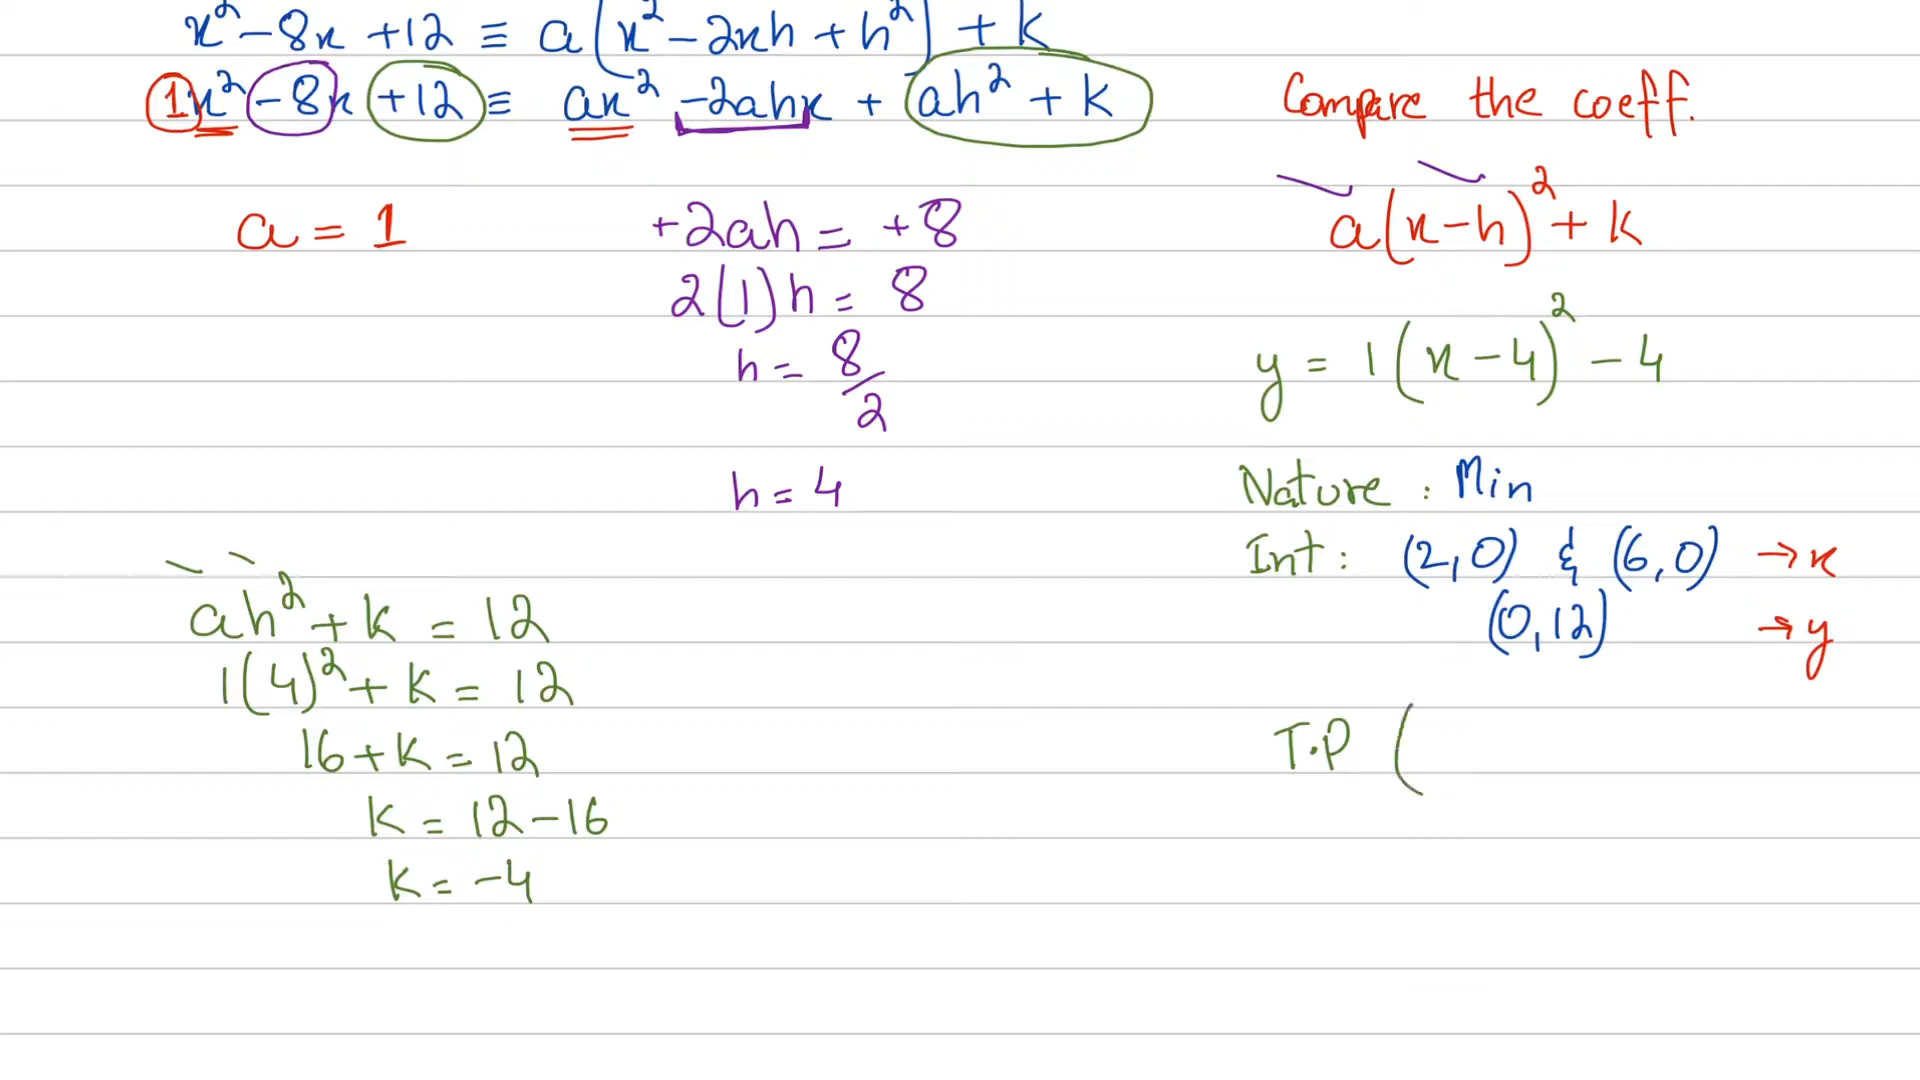 x² - 8x + 12 ≡ a(x² - 2xh + h²) + k
1x² - 8x + 12 ≡ ax² - 2ahx + ah² + k
Compare the coeff.
a = 1
+2ah = +8
2(1)h = 8
h = 8/2
h = 4
ah² + k = 12
1(4)² + k = 12
16 + k = 12
k = 12 - 16
k = -4
a(x-h)² + k
y = 1(x - 4)² - 4
Nature : Min
Int : (2,0) & (6,0) → x
(0,12) → y
T.P (